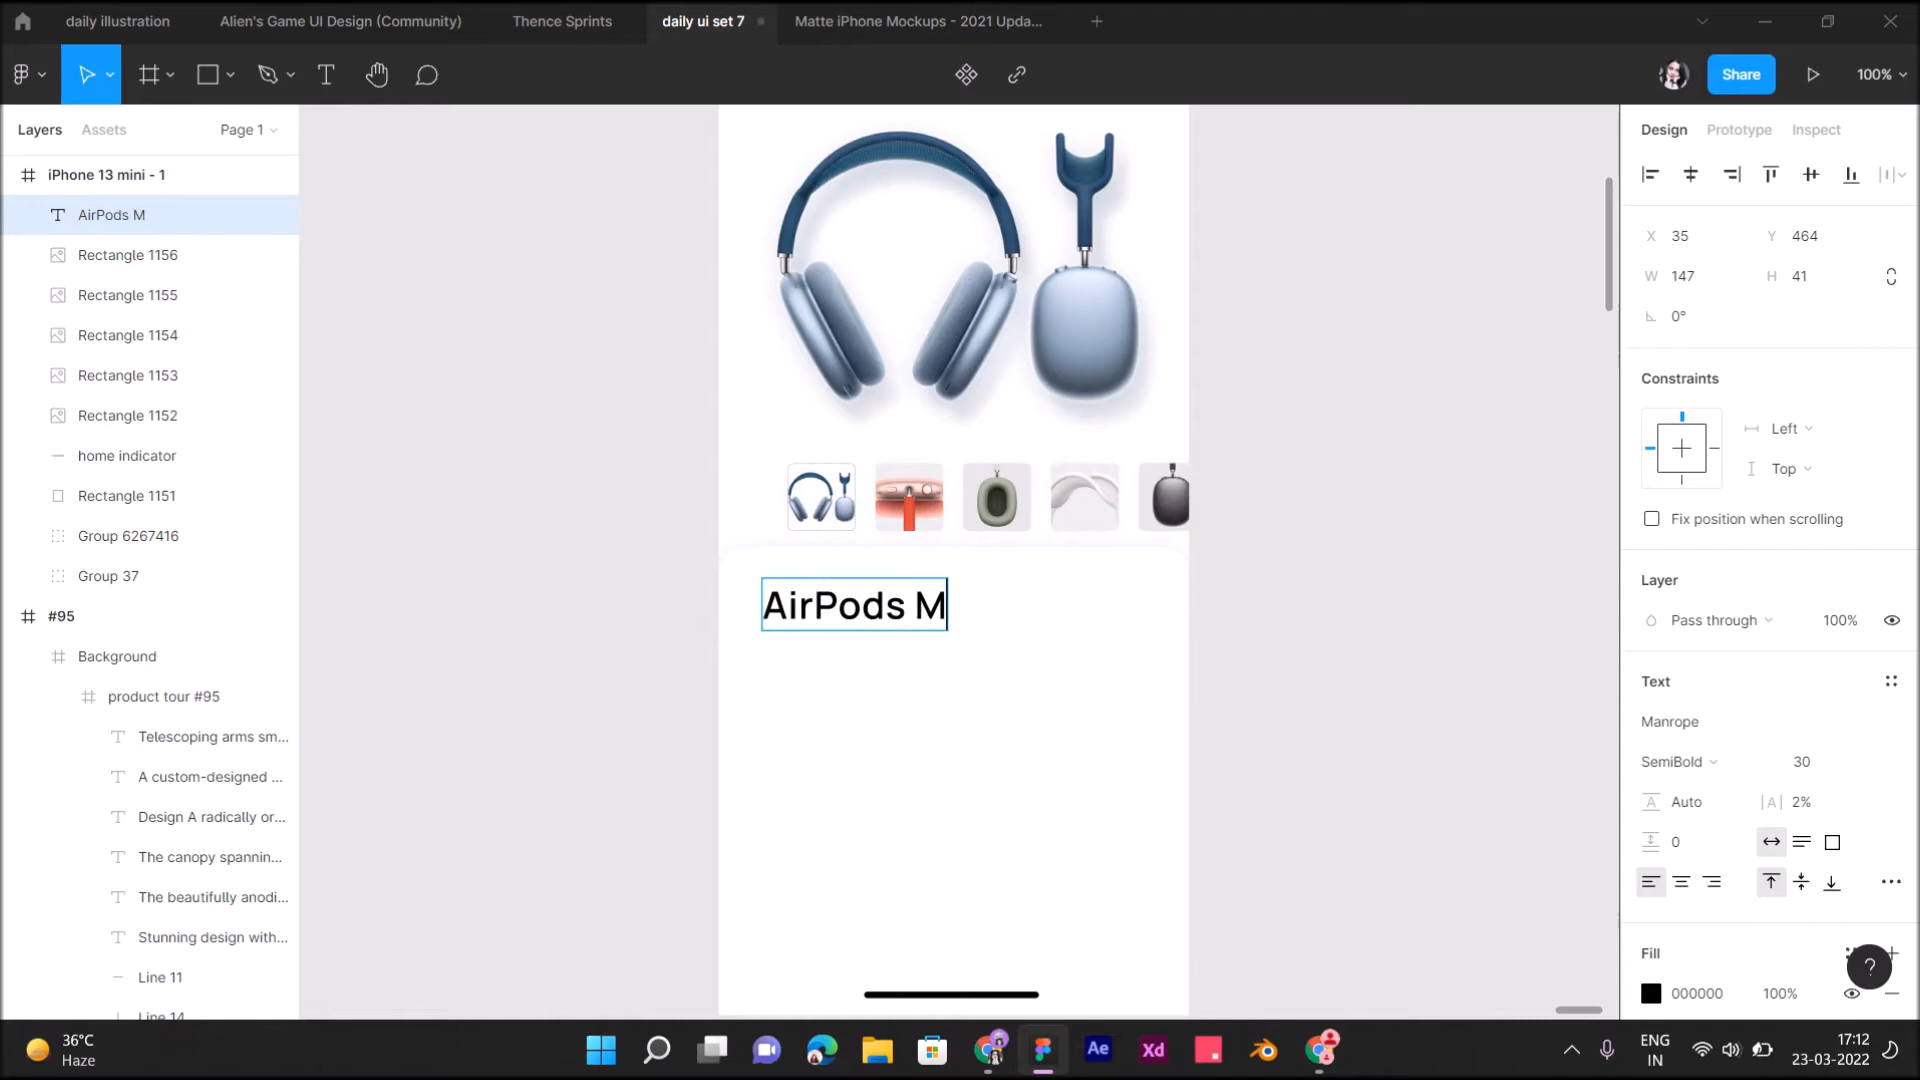 daily illustration
Alien's Game UI Design (Community)
Thence Sprints
daily ui set 7
Matte iPhone Mockups - 2021 Upda...
Share
100%
Layers
Assets
Page 1
iPhone 13 mini - 1
AirPods M
Rectangle 1156
Rectangle 1155
Rectangle 1154
Rectangle 1153
Rectangle 1152
home indicator
Rectangle 1151
Group 6267416
Group 37
#95
Background
product tour #95
Telescoping arms sm...
A custom-designed ...
Design A radically or...
The canopy spannin...
The beautifully anodi...
Stunning design with...
Line 11
Line 14
AirPods M
Design
Prototype
Inspect
X 35
Y 464
W 147
H 41
0°
Constraints
Left
Top
Fix position when scrolling
Layer
Pass through
100%
Text
Manrope
SemiBold
30
A Auto
|A| 2%
0
Fill
?
000000
100%
36°C
Haze
Ae
Xd
ENG
IN
17:12
23-03-2022